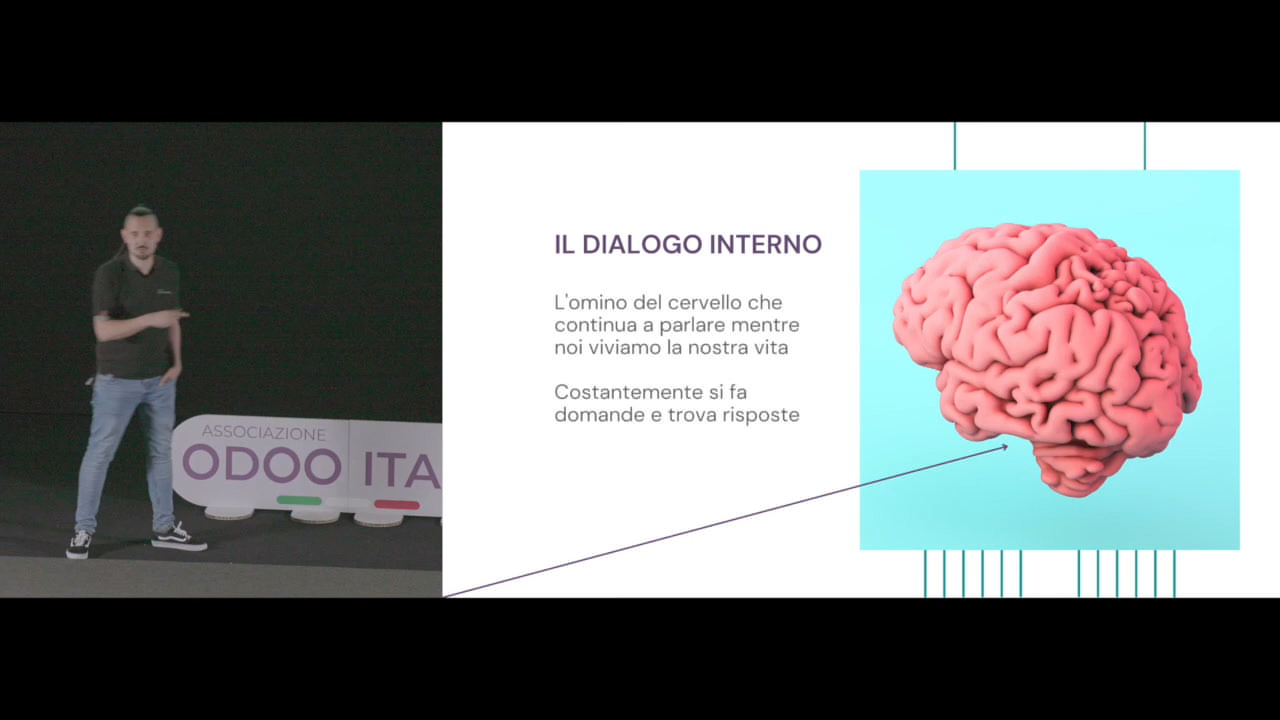 ASSOCIAZIONE
ODOO ITA
IL DIALOGO INTERNO
L'omino del cervello che
continua a parlare mentre
noi viviamo la nostra vita
Costantemente si fa
domande e trova risposte